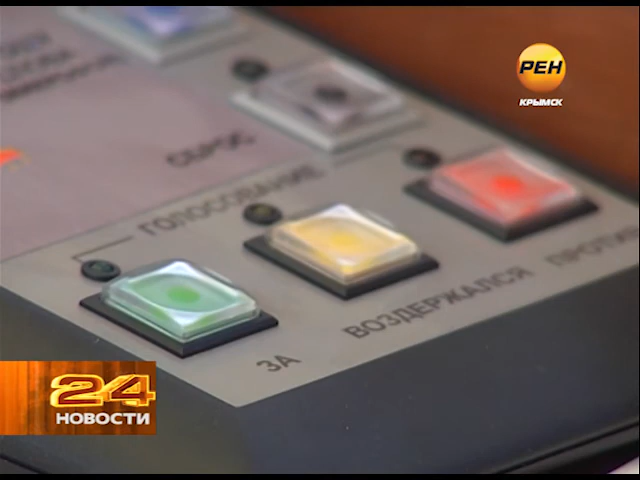 РЕН
КРЫМСК
СБРОС
ГОЛОСОВАНИЕ
ЗА
ВОЗДЕРЖАЛСЯ
ПРОТИВ
24
НОВОСТИ